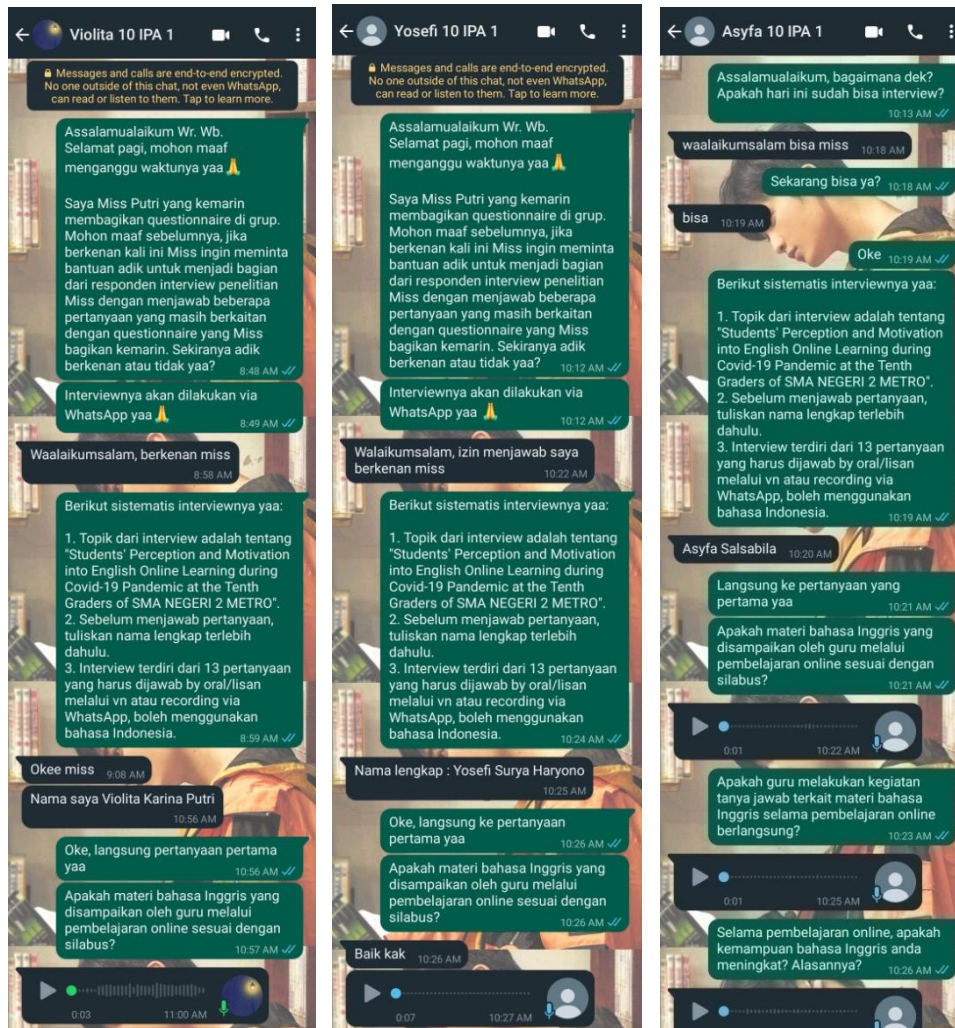 Violita 10 IPA 1
Messages and calls are end-to-end encrypted.
No one outside of this chat, not even WhatsApp,
can read or listen to them. Tap to learn more.
Assalamualaikum Wr. Wb.
Selamat pagi, mohon maaf
menganggu waktunya yaa🙏
Saya Miss Putri yang kemarin
membagikan questionnaire di grup.
Mohon maaf sebelumnya, jika
berkenan kali ini Miss ingin meminta
bantuan adik untuk menjadi bagian
dari responden interview penelitian
Miss dengan menjawab beberapa
pertanyaan yang masih berkaitan
dengan questionnaire yang Miss
bagikan kemarin. Sekiranya adik
berkenan atau tidak yaa?
8:48 AM
Interviewnya akan dilakukan via
WhatsApp yaa🙏
8:49 AM
Waalaikumsalam, berkenan miss
8:58 AM
Berikut sistematis interviewnya yaa:
1. Topik dari interview adalah tentang
"Students' Perception and Motivation
into English Online Learning during
Covid-19 Pandemic at the Tenth
Graders of SMA NEGERI 2 METRO".
2. Sebelum menjawab pertanyaan,
tuliskan nama lengkap terlebih
dahulu.
3. Interview terdiri dari 13 pertanyaan
yang harus dijawab by oral/lisan
melalui vn atau recording via
WhatsApp, boleh menggunakan
bahasa Indonesia.
8:59 AM
Okee miss 9:08 AM
Nama saya Violita Karina Putri
10:56 AM
Oke, langsung pertanyaan pertama
yaa
10:56 AM
Apakah materi bahasa Inggris yang
disampaikan oleh guru melalui
pembelajaran online sesuai dengan
silabus?
10:57 AM
0:03 11:00 AM
Yosefi 10 IPA 1
Messages and calls are end-to-end encrypted.
No one outside of this chat, not even WhatsApp,
can read or listen to them. Tap to learn more.
Assalamualaikum Wr. Wb.
Selamat pagi, mohon maaf
menganggu waktunya yaa🙏
Saya Miss Putri yang kemarin
membagikan questionnaire di grup.
Mohon maaf sebelumnya, jika
berkenan kali ini Miss ingin meminta
bantuan adik untuk menjadi bagian
dari responden interview penelitian
Miss dengan menjawab beberapa
pertanyaan yang masih berkaitan
dengan questionnaire yang Miss
bagikan kemarin. Sekiranya adik
berkenan atau tidak yaa?
10:12 AM
Interviewnya akan dilakukan via
WhatsApp yaa 🙏
10:12 AM
Walaikumsalam, izin menjawab saya
berkenan miss
10:22 AM
Berikut sistematis interviewnya yaa:
1. Topik dari interview adalah tentang
"Students' Perception and Motivation
into English Online Learning during
Covid-19 Pandemic at the Tenth
Graders of SMA NEGERI 2 METRO".
2. Sebelum menjawab pertanyaan,
tuliskan nama lengkap terlebih
dahulu.
3. Interview terdiri dari 13 pertanyaan
yang harus dijawab by oral/lisan
melalui vn atau recording via
WhatsApp, boleh menggunakan
bahasa Indonesia.
10:24 AM
Nama lengkap : Yosefi Surya Haryono
10:25 AM
Oke, langsung ke pertanyaan
pertama yaa
10:26 AM
Apakah materi bahasa Inggris yang
disampaikan oleh guru melalui
pembelajaran online sesuai dengan
silabus?
10:26 AM
Baik kak 10:26 AM
0:07 10:27 AM
Asyfa 10 IPA 1
Assalamualaikum, bagaimana dek?
Apakah hari ini sudah bisa interview?
10:13 AM
waalaikumsalam bisa miss 10:18 AM
Sekarang bisa ya? 10:18 AM
bisa 10:19 AM
Oke 10:19 AM
Berikut sistematis interviewnya yaa:
1. Topik dari interview adalah tentang
"Students' Perception and Motivation
into English Online Learning during
Covid-19 Pandemic at the Tenth
Graders of SMA NEGERI 2 METRO".
2. Sebelum menjawab pertanyaan,
tuliskan nama lengkap terlebih
dahulu.
3. Interview terdiri dari 13 pertanyaan
yang harus dijawab by oral/lisan
melalui vn atau recording via
WhatsApp, boleh menggunakan
bahasa Indonesia.
10:19 AM
Asyfa Salsabila 10:20 AM
Langsung ke pertanyaan yang
pertama yaa
10:21 AM
Apakah materi bahasa Inggris yang
disampaikan oleh guru melalui
pembelajaran online sesuai dengan
silabus?
10:21 AM
0:01 10:22 AM
Apakah guru melakukan kegiatan
tanya jawab terkait materi bahasa
Inggris selama pembelajaran online
berlangsung?
10:23 AM
0:01 10:25 AM
Selama pembelajaran online, apakah
kemampuan bahasa Inggris anda
meningkat? Alasannya?
10:26 AM